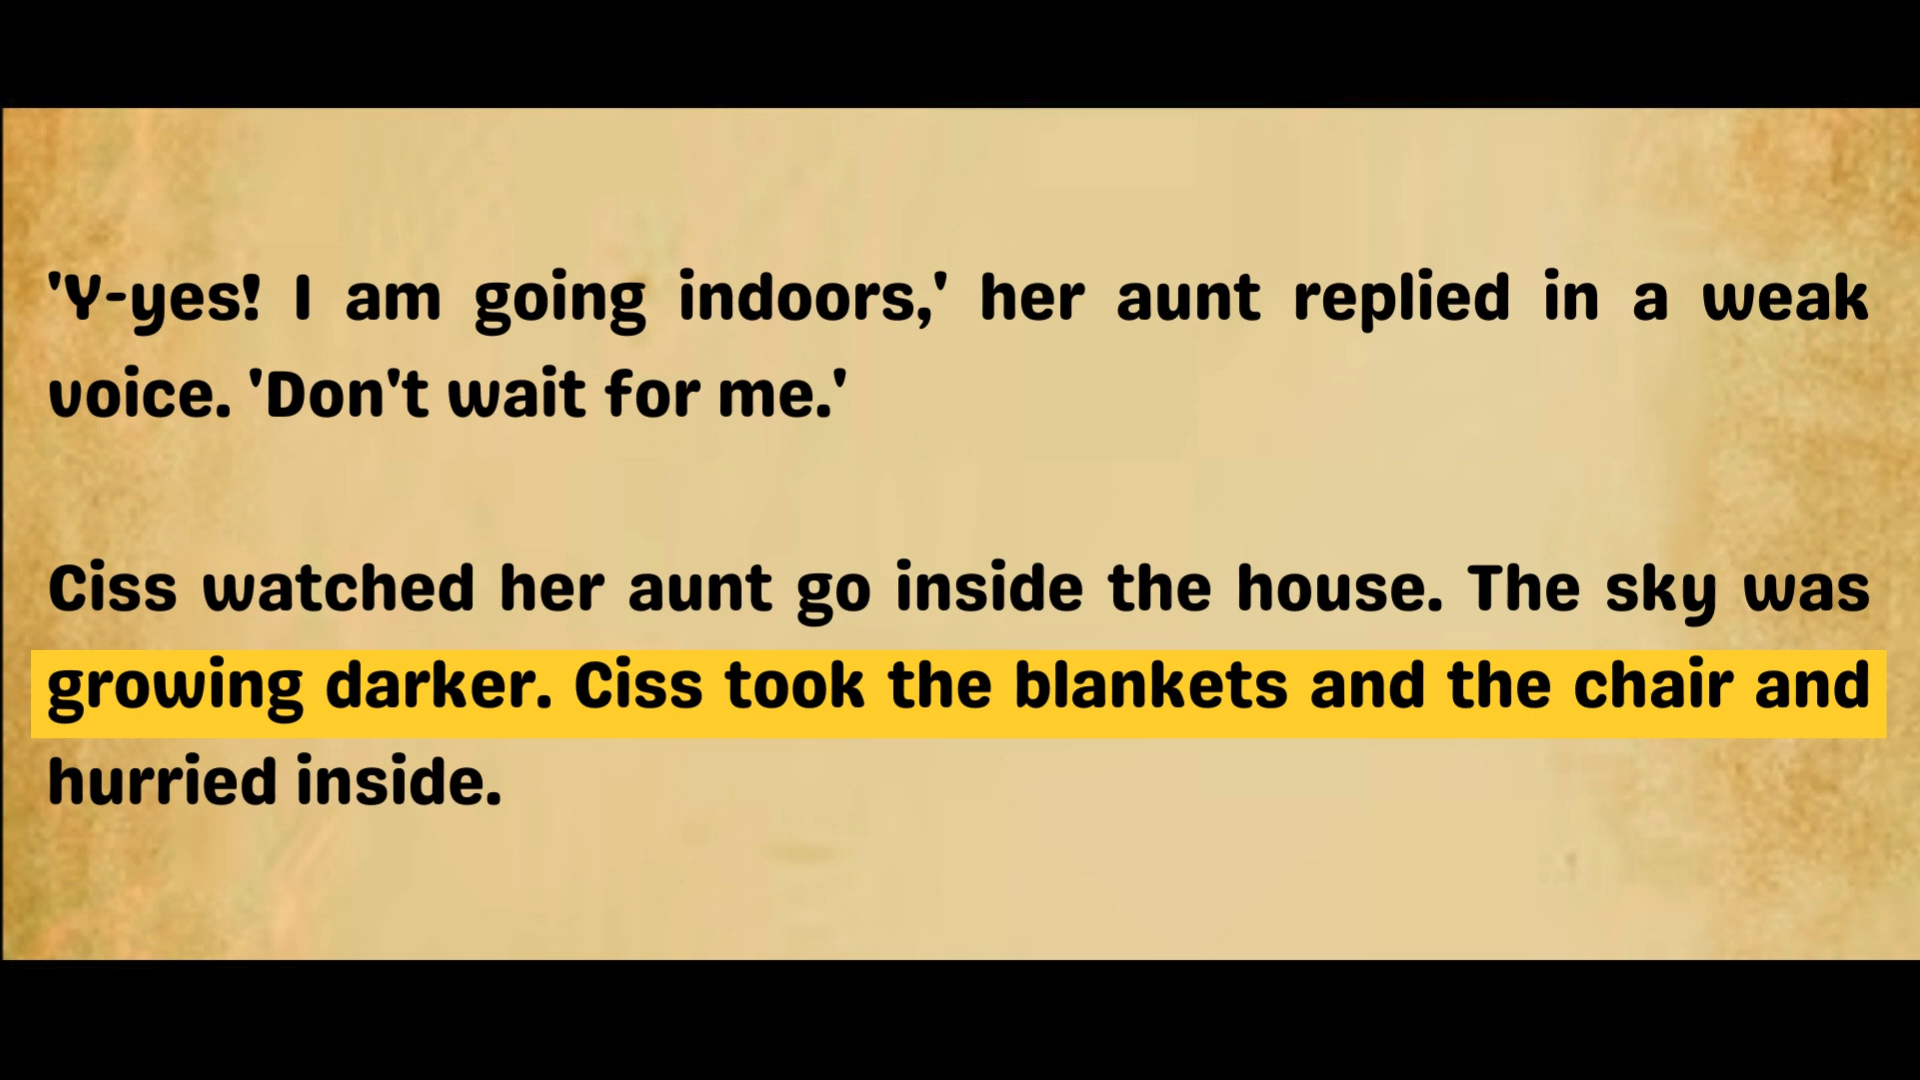 'Y-yes! I am going indoors,' her aunt replied in a weak
voice. 'Don't wait for me.'
Ciss watched her aunt go inside the house. The sky was
growing darker. Ciss took the blankets and the chair and
hurried inside.